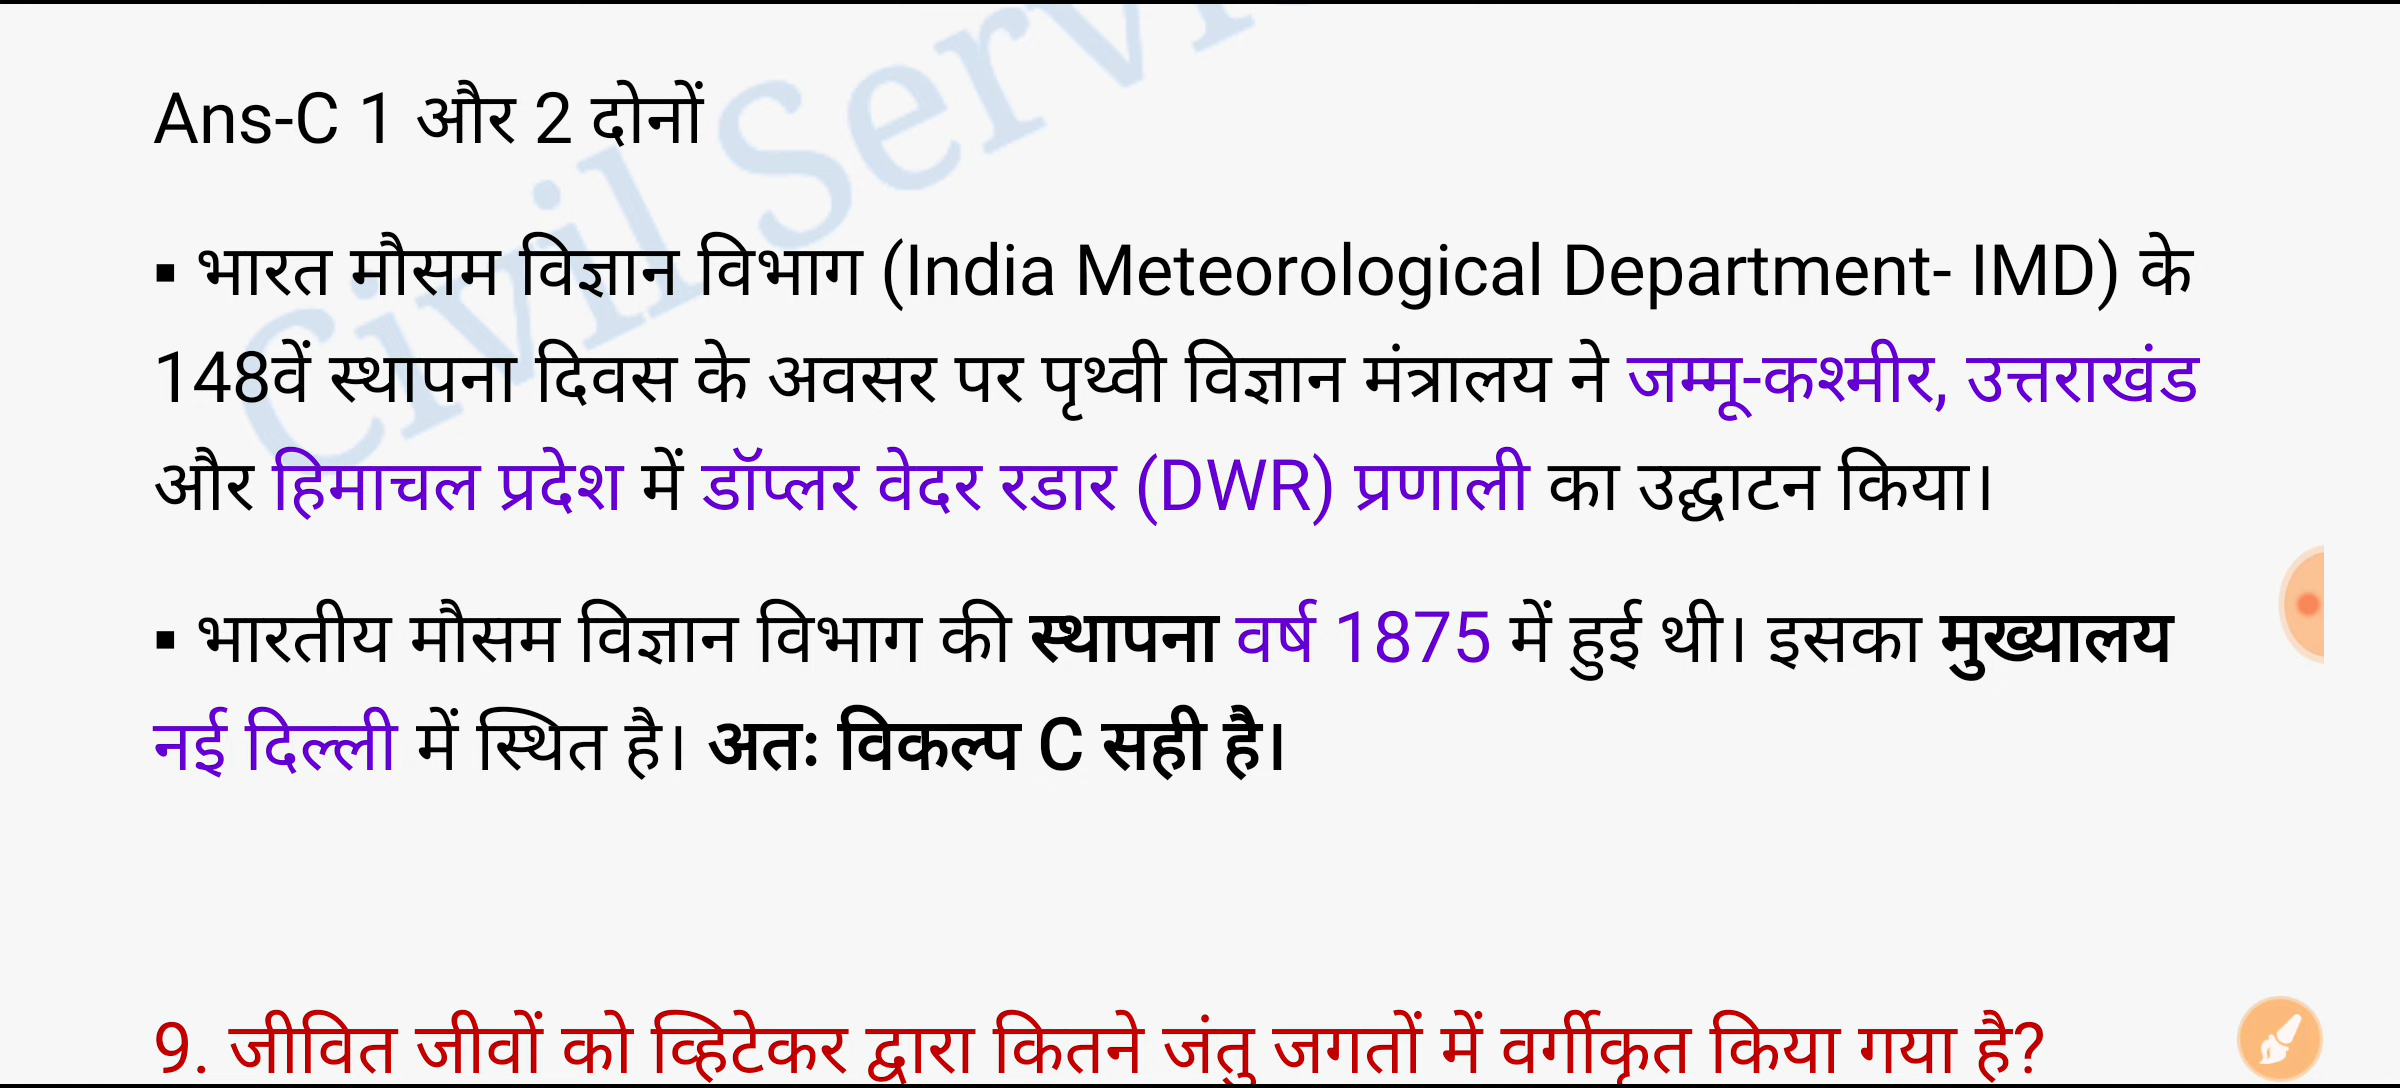 Civil Servi
Ans-C 1 और 2 दोनों
▪ भारत मौसम विज्ञान विभाग (India Meteorological Department- IMD) के
148वें स्थापना दिवस के अवसर पर पृथ्वी विज्ञान मंत्रालय ने जम्मू-कश्मीर, उत्तराखंड
और हिमाचल प्रदेश में डॉप्लर वेदर रडार (DWR) प्रणाली का उद्घाटन किया।
▪ भारतीय मौसम विज्ञान विभाग की स्थापना वर्ष 1875 में हुई थी। इसका मुख्यालय
नई दिल्ली में स्थित है। अतः विकल्प C सही है।
9. जीवित जीवों को व्हिटेकर द्वारा कितने जंतु जगतों में वर्गीकृत किया गया है?